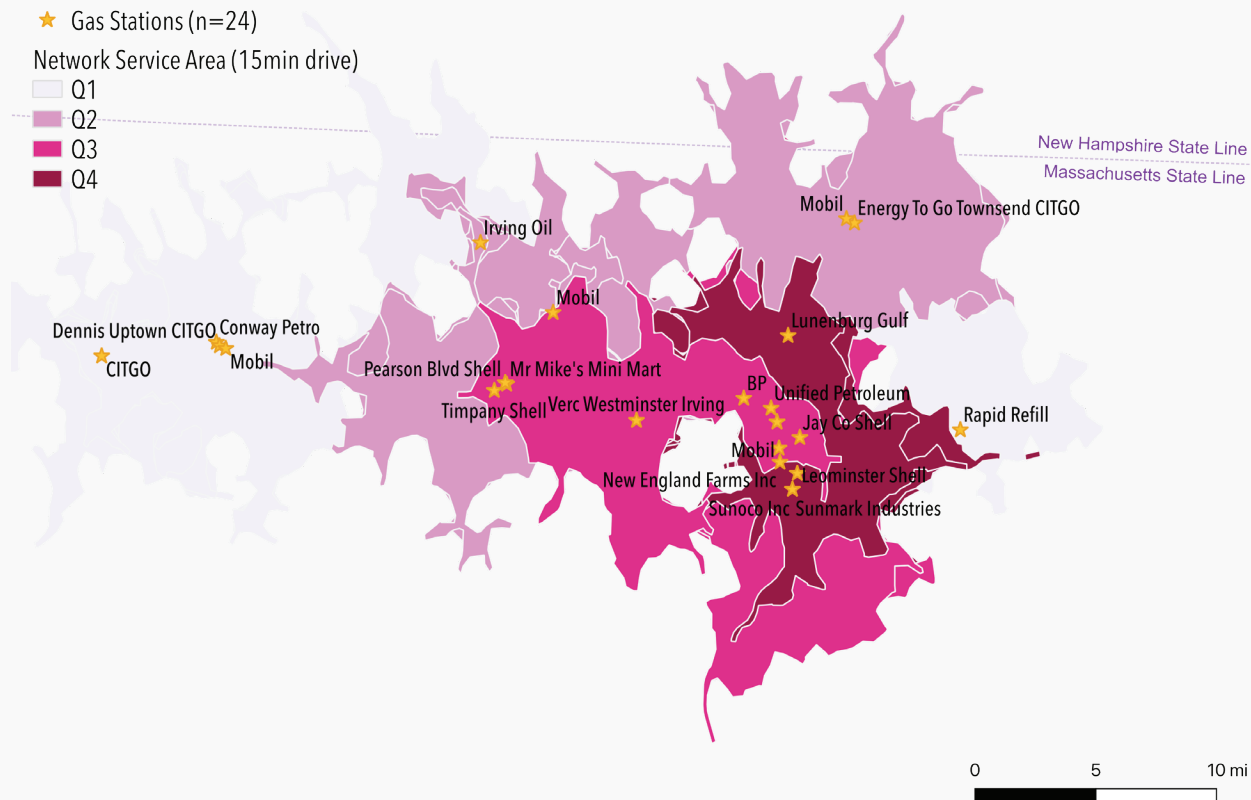 Gas Stations (n=24)
Network Service Area (15min drive)
Q1
Q2
Q3
Q4
New Hampshire State Line
Massachusetts State Line
Mobil
Energy To Go Townsend CITGO
Irving Oil
Mobil
Lunenburg Gulf
Dennis Uptown CITGO
Conway Petro
CITGO
Mobil
Pearson Blvd Shell
Mr Mike's Mini Mart
BP
Unified Petroleum
Timpany Shell
Verc Westminster Irving
Rapid Refill
Jay Co Shell
Mobil
New England Farms Inc
Leominster Shell
Sunoco Inc Sunmark Industries
0
5
10 mi